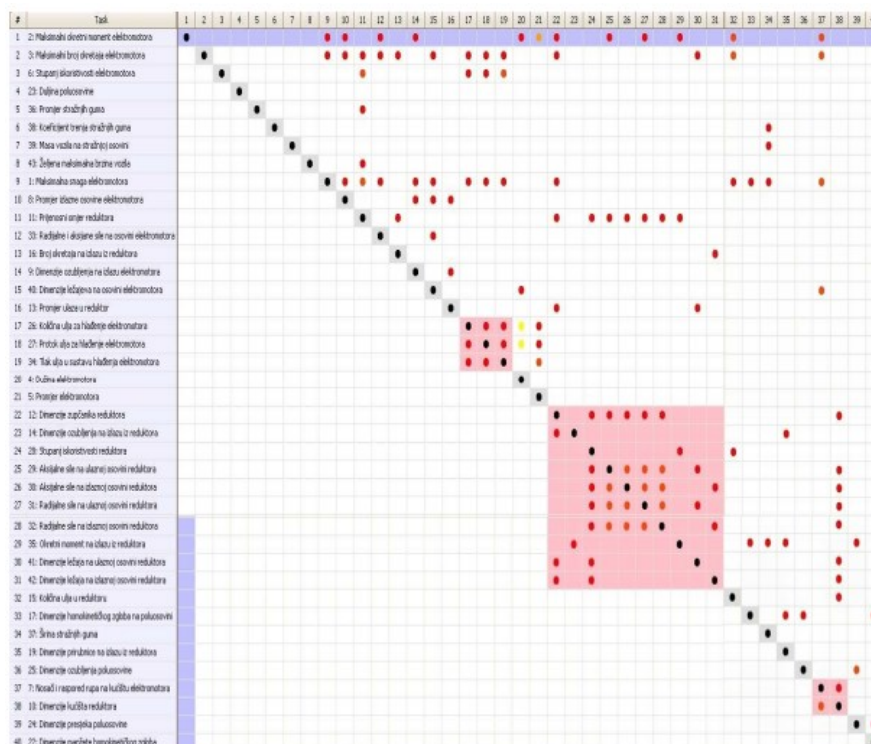 # Task 1 2 3 4 5 6 7 8 9 10 11 12 13 14 15 16 17 18 19 20 21 22 23 24 25 26 27 28 29 30 31 32 33 34 35 36 37 38 39
1 2: Maksimalni okretni moment elektromotora
2 3: Maksimalni broj okretaja elektromotora
3 6: Stupanj iskoristivosti elektromotora
4 23: Duljina poluosovine
5 36: Promjer stražnjih guma
6 38: Koeficijent trenja stražnjih guma
7 39: Masa vozila na stražnjoj osovini
8 43: Željena maksimalna brzina vozila
9 1: Maksimalna snaga elektromotora
10 8: Promjer izlazne osovine elektromotora
11 11: Prijenosni omjer reduktora
12 33: Radijalne i aksijalne sile na osovini elektromotora
13 16: Broj okretaja na izlazu iz reduktora
14 9: Dimenzije ozubljenja na izlazu elektromotora
15 40: Dimenzije ležajeva na osovini elektromotora
16 13: Promjer ulaza u reduktor
17 26: Količina ulja za hlađenje elektromotora
18 27: Protok ulja za hlađenje elektromotora
19 34: Tlak ulja u sustavu hlađenja elektromotora
20 4: Dužina elektromotora
21 5: Promjer elektromotora
22 12: Dimenzije zupčanika reduktora
23 14: Dimenzije ozubljenja na izlazu iz reduktora
24 28: Stupanj iskoristivosti reduktora
25 29: Aksijalne sile na ulaznoj osovini reduktora
26 30: Aksijalne sile na izlaznoj osovini reduktora
27 31: Radijalne sile na ulaznoj osovini reduktora
28 32: Radijalne sile na izlaznoj osovini reduktora
29 35: Okretni moment na izlazu iz reduktora
30 41: Dimenzije ležaja na ulaznoj osovini reduktora
31 42: Dimenzije ležaja na izlaznoj osovini reduktora
32 15: Količina ulja u reduktoru
33 17: Dimenzije homokinetičkog zgloba na poluosovini
34 37: Širina stražnjih guma
35 19: Dimenzije prirubnice na izlazu iz reduktora
36 25: Dimenzije ozubljenja poluosovine
37 7: Nosači i raspored rupa na kućištu elektromotora
38 10: Dimenzije kućišta reduktora
39 24: Dimenzije presjeka poluosovine
40 22: Dimenzije manžete homokinetičkog zgloba